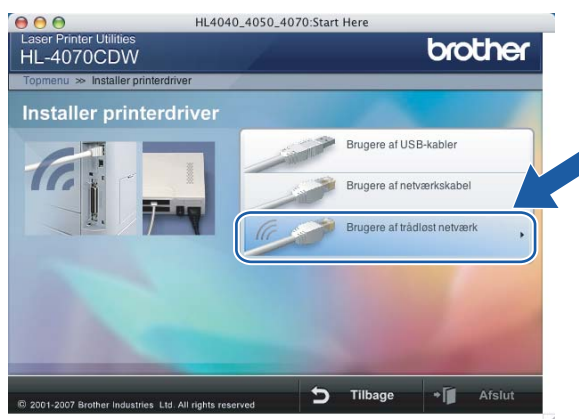 HL4040_4050_4070:Start Here
Laser Printer Utilities
HL-4070CDW
brother
Topmenu >> Installer printerdriver
Installer printerdriver
Brugere af USB-kabler
Brugere af netværkskabel
Brugere af trådløst netværk
© 2001-2007 Brother Industries Ltd. All rights reserved
Tilbage
Afslut